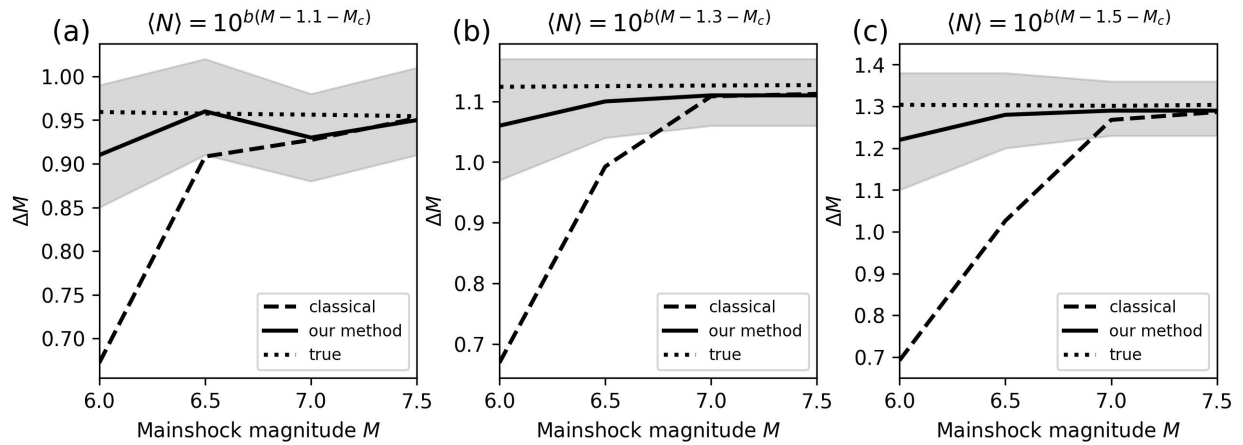 (a) ⟨N⟩ = 10^{b(M − 1.1 − M_c)}
1.00
0.95
0.90
0.85
0.80
0.75
0.70
ΔM
classical
our method
true
6.0 6.5 7.0 7.5
Mainshock magnitude M
(b) ⟨N⟩ = 10^{b(M − 1.3 − M_c)}
1.1
1.0
0.9
0.8
0.7
ΔM
classical
our method
true
6.0 6.5 7.0 7.5
Mainshock magnitude M
(c) ⟨N⟩ = 10^{b(M − 1.5 − M_c)}
1.4
1.3
1.2
1.1
1.0
0.9
0.8
0.7
ΔM
classical
our method
true
6.0 6.5 7.0 7.5
Mainshock magnitude M